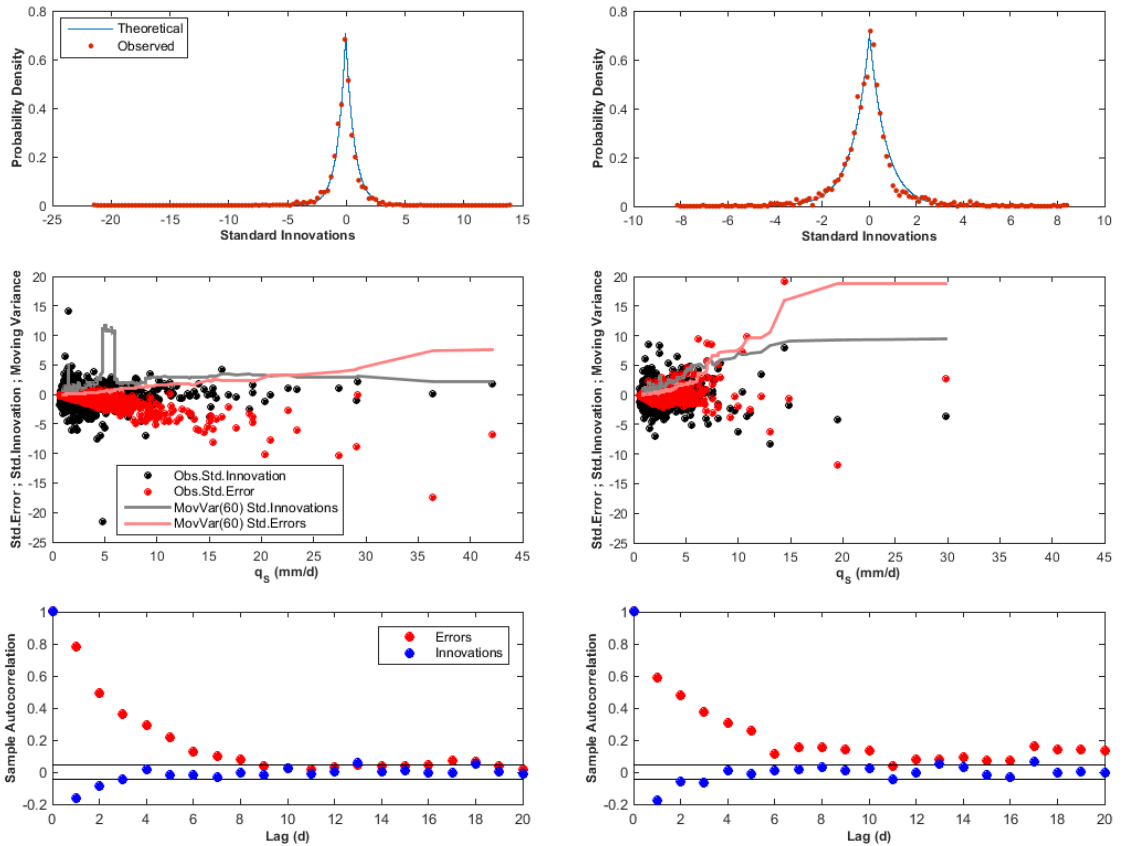 0.8
0.6
0.4
0.2
0
Probability Density
Theoretical
Observed
-25 -20 -15 -10 -5 0 5 10 15
Standard Innovations
0.8
0.6
0.4
0.2
0
Probability Density
-10 -8 -6 -4 -2 0 2 4 6 8 10
Standard Innovations
20
15
10
5
0
-5
-10
-15
-20
-25
Std.Error ; Std.Innovation ; Moving Variance
Obs.Std.Innovation
Obs.Std.Error
MovVar(60) Std.Innovations
MovVar(60) Std.Errors
0 5 10 15 20 25 30 35 40 45
qS (mm/d)
20
15
10
5
0
-5
-10
-15
-20
-25
Std.Error ; Std.Innovation ; Moving Variance
0 5 10 15 20 25 30 35 40 45
qS (mm/d)
1
0.8
0.6
0.4
0.2
0
-0.2
Sample Autocorrelation
Errors
Innovations
0 2 4 6 8 10 12 14 16 18 20
Lag (d)
1
0.8
0.6
0.4
0.2
0
-0.2
Sample Autocorrelation
0 2 4 6 8 10 12 14 16 18 20
Lag (d)